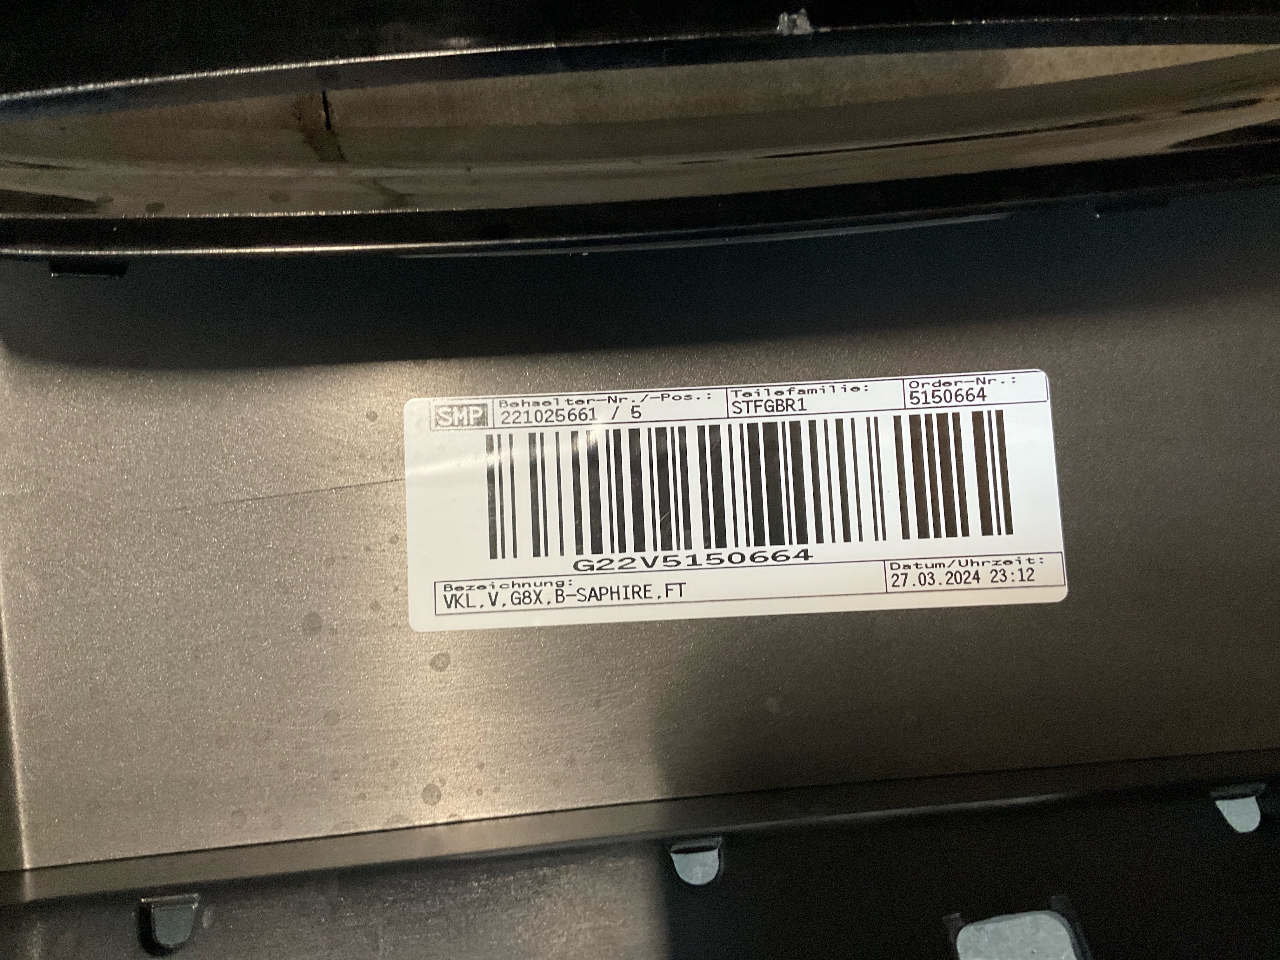 SMP
Behaelter-Nr./-Pos.: Teilefamilie: Order-Nr.:
221025661 / 5 STFGBR1 5150664
G22V5150664
Bezeichnung: Datum/Uhrzeit:
VKL,V,G8X,B-SAPHIRE,FT 27.03.2024 23:12